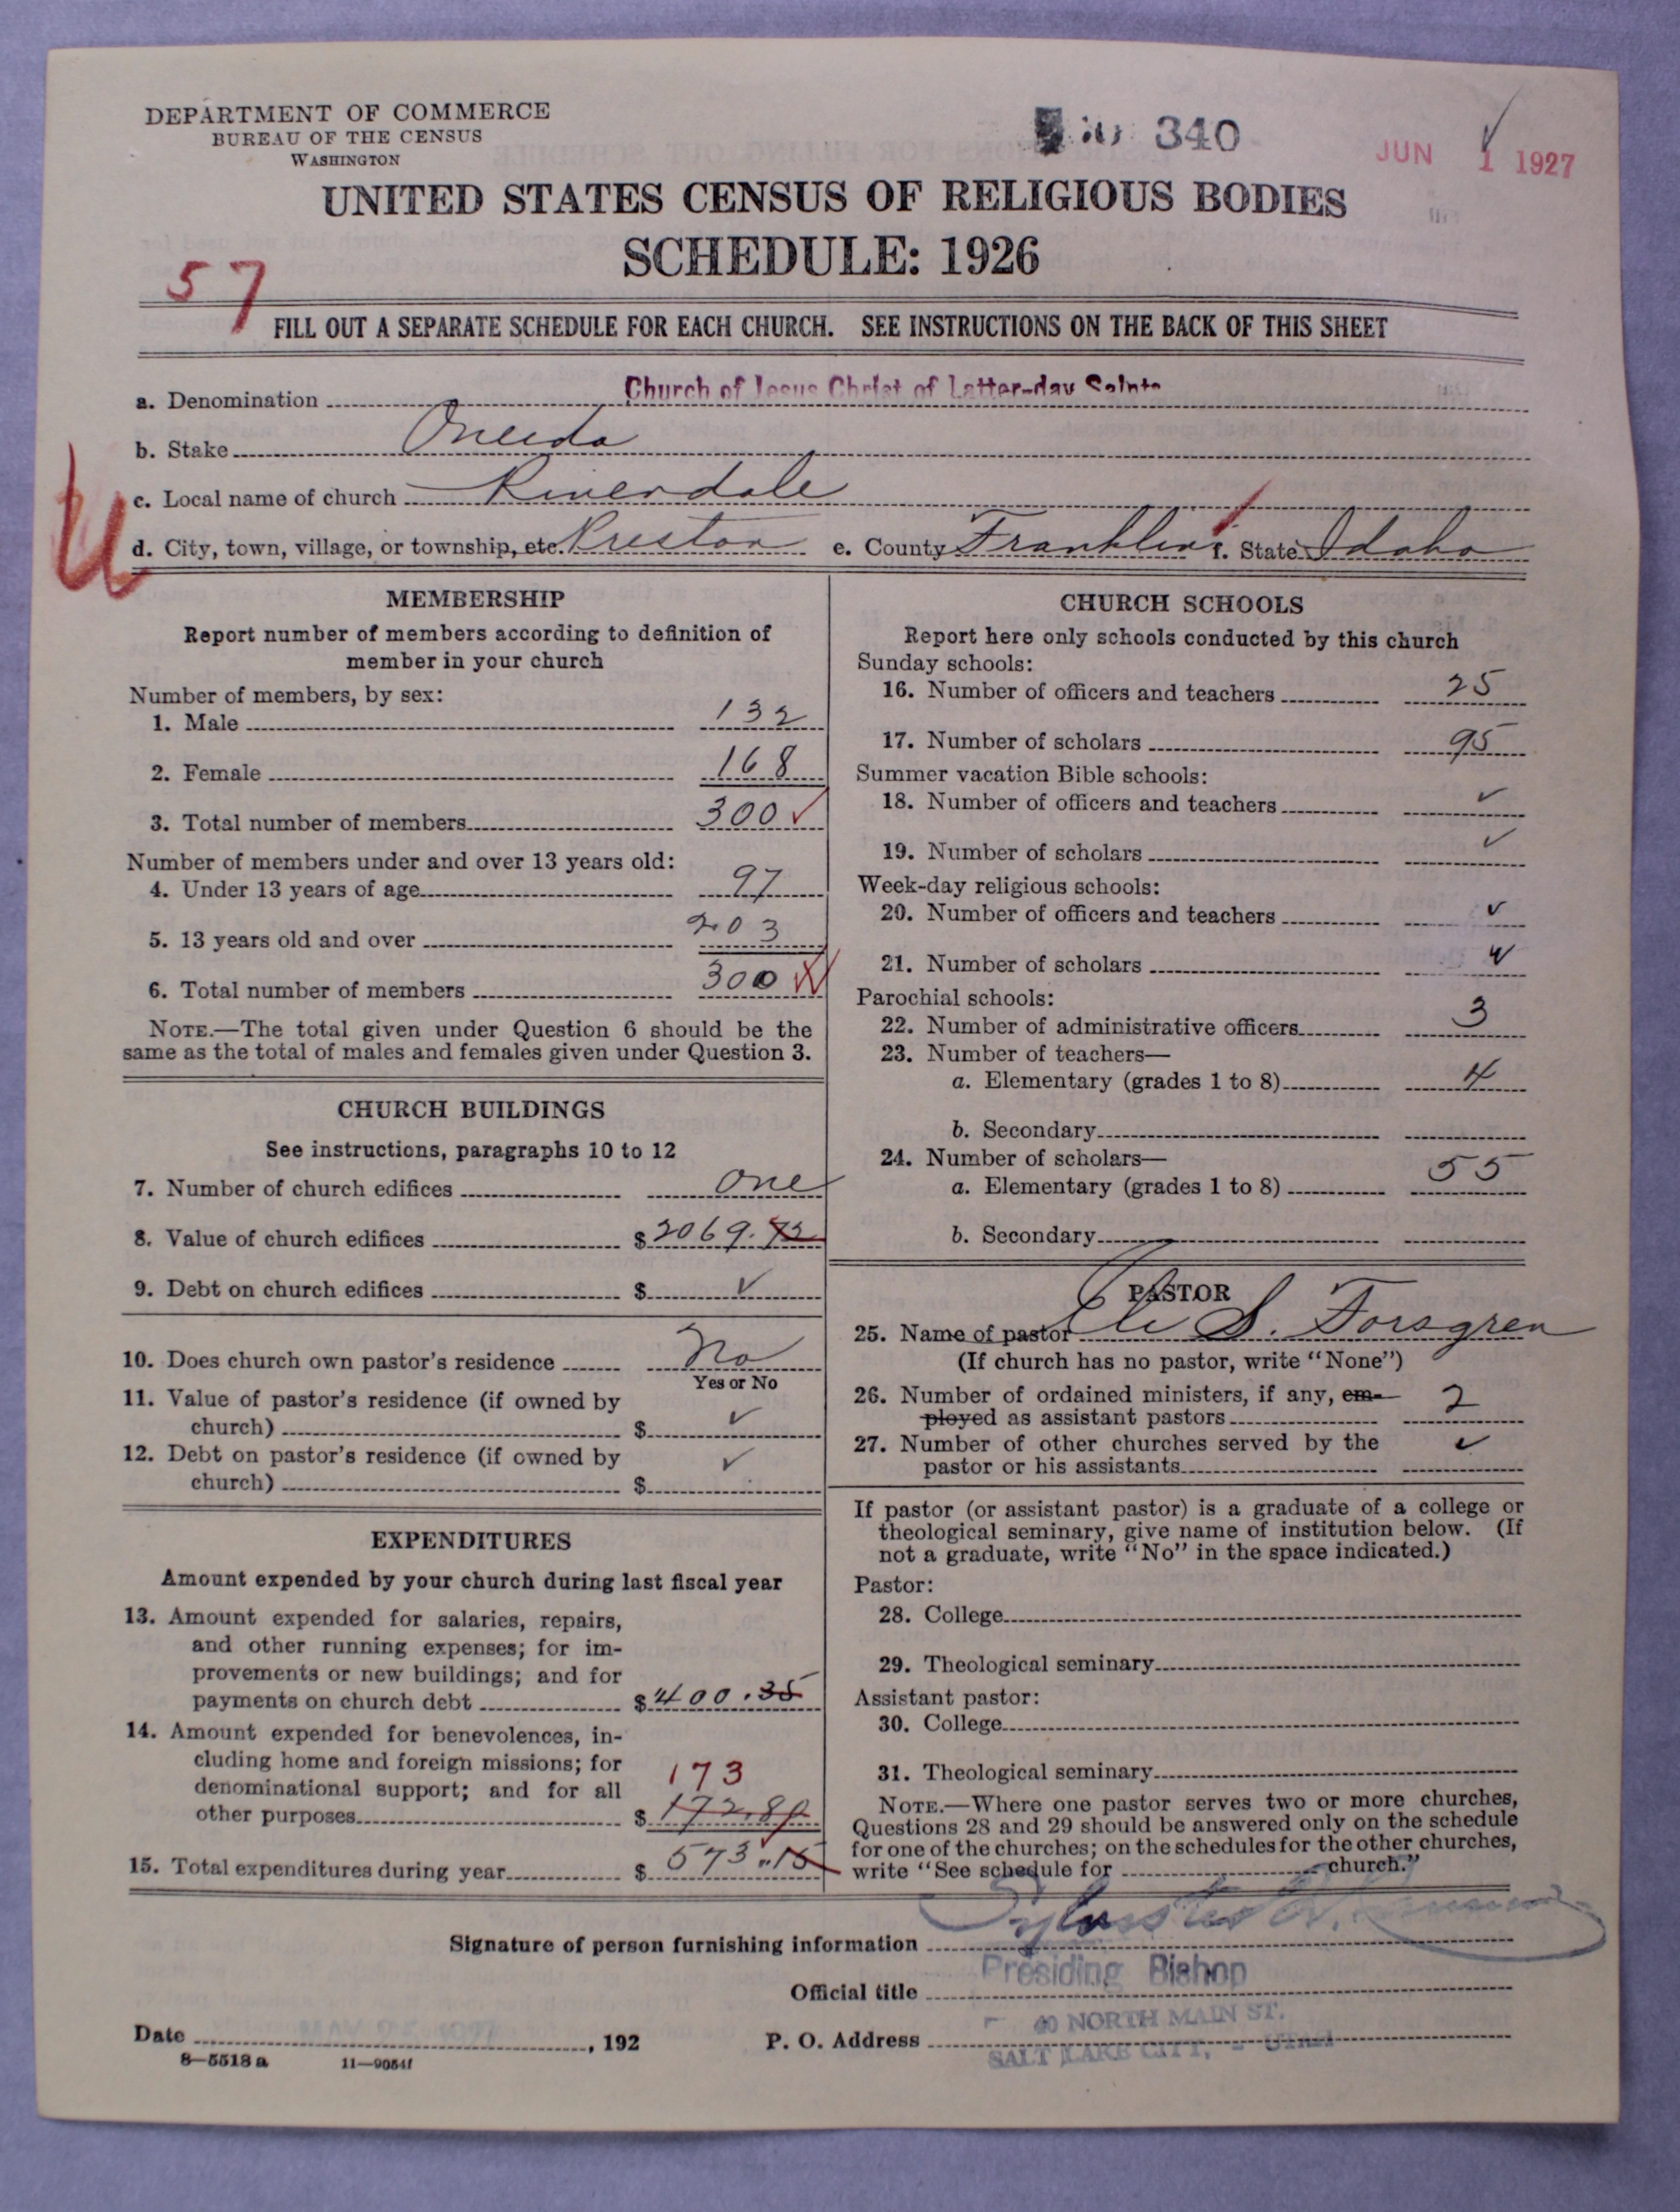 DEPARTMENT OF COMMERCE
BUREAU OF THE CENSUS
WASHINGTON
340
JUN 1 1927
UNITED STATES CENSUS OF RELIGIOUS BODIES
SCHEDULE: 1926
57
FILL OUT A SEPARATE SCHEDULE FOR EACH CHURCH. SEE INSTRUCTIONS ON THE BACK OF THIS SHEET
a. Denomination Church of Jesus Christ of Latter-day Saints
b. Stake Oneida
c. Local name of church Riverdale
d. City, town, village, or township, etc. Preston e. County Franklin f. State Idaho
MEMBERSHIP
Report number of members according to definition of
member in your church
Number of members, by sex:
1. Male 132
2. Female 168
3. Total number of members 300 ✓
Number of members under and over 13 years old:
4. Under 13 years of age 97
5. 13 years old and over 203
6. Total number of members 300
NOTE.—The total given under Question 6 should be the
same as the total of males and females given under Question 3.
CHURCH BUILDINGS
See instructions, paragraphs 10 to 12
7. Number of church edifices one
8. Value of church edifices $ 2069.72
9. Debt on church edifices $ ✓
10. Does church own pastor's residence No
Yes or No
11. Value of pastor's residence (if owned by
church) $ ✓
12. Debt on pastor's residence (if owned by
church) $ ✓
EXPENDITURES
Amount expended by your church during last fiscal year
13. Amount expended for salaries, repairs,
and other running expenses; for im-
provements or new buildings; and for
payments on church debt $ 400.35
14. Amount expended for benevolences, in-
cluding home and foreign missions; for
denominational support; and for all
173
other purposes $ 172.80
15. Total expenditures during year $ 573.15
CHURCH SCHOOLS
Report here only schools conducted by this church
Sunday schools:
16. Number of officers and teachers 25
17. Number of scholars 95
Summer vacation Bible schools:
18. Number of officers and teachers ✓
19. Number of scholars ✓
Week-day religious schools:
20. Number of officers and teachers ✓
21. Number of scholars ✓
Parochial schools:
22. Number of administrative officers 3
23. Number of teachers—
a. Elementary (grades 1 to 8) 4
b. Secondary
24. Number of scholars—
a. Elementary (grades 1 to 8) 55
b. Secondary
PASTOR
25. Name of pastor Eli S. Forsgren
(If church has no pastor, write "None")
26. Number of ordained ministers, if any, em-
ployed as assistant pastors 2
27. Number of other churches served by the
pastor or his assistants ✓
If pastor (or assistant pastor) is a graduate of a college or
theological seminary, give name of institution below. (If
not a graduate, write "No" in the space indicated.)
Pastor:
28. College
29. Theological seminary
Assistant pastor:
30. College
31. Theological seminary
NOTE.—Where one pastor serves two or more churches,
Questions 28 and 29 should be answered only on the schedule
for one of the churches; on the schedules for the other churches,
write "See schedule for church."
Signature of person furnishing information Sylvester Q. Cannon
Official title Presiding Bishop
Date , 192
P. O. Address 40 NORTH MAIN ST.
SALT LAKE CITY, - Utah
8—5518 a 11—9054f